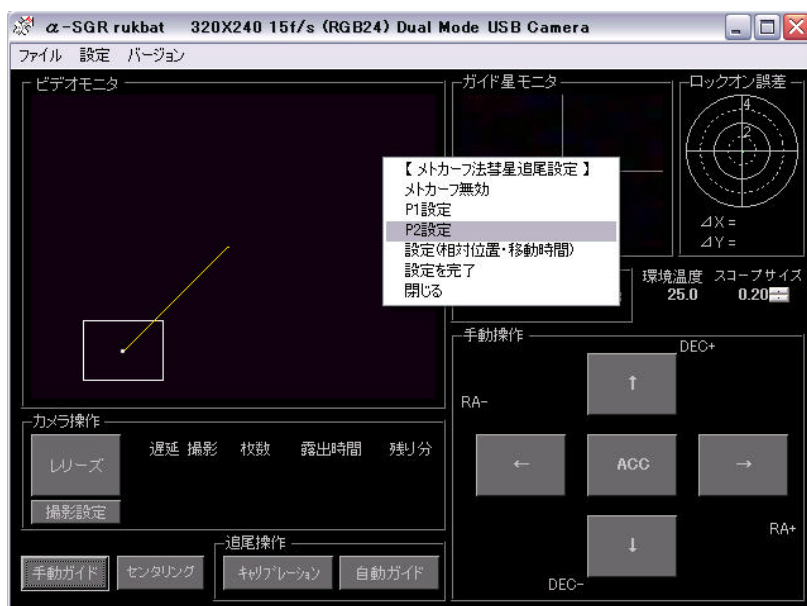 α-SGR rukbat 320X240 15f/s (RGB24) Dual Mode USB Camera
ファイル 設定 バージョン
ビデオモニタ
ガイド星モニタ
ロックオン誤差
4
2
⊿X=
⊿Y=
【 メトカーフ法彗星追尾設定 】
メトカーフ無効
P1設定
P2設定
設定(相対位置・移動時間)
設定を完了
閉じる
環境温度 スコープサイズ
25.0 0.20
手動操作
DEC+
RA-
↑
← ACC →
↓
RA+
DEC-
カメラ操作
レリーズ
遅延 撮影 枚数 露出時間 残り分
撮影設定
追尾操作
手動ガイド センタリング キャリブレーション 自動ガイド